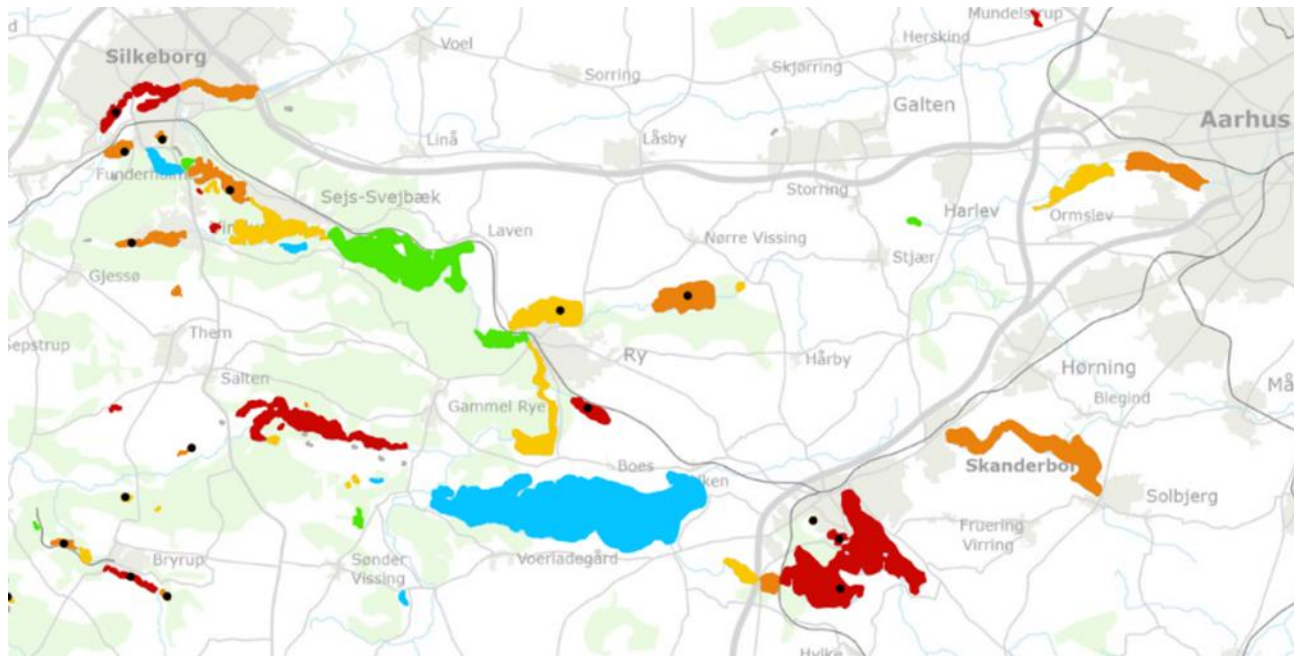 Mundelstrup
Herskind
Voel
Silkeborg
Skjørring
Sorring
Galten
Aarhus
Linå
Låsby
Storring
Sejs-Svejbæk
Harlev
Ormslev
Laven
Nørre Vissing
Stjær
Gjessø
Them
Ry
Hårby
Hørning
Salten
Blegind
Gammel Rye
Boes
Skanderbor
Solbjerg
Fruering
Virring
Bryrup
Sønder
Vissing
Voerladegård